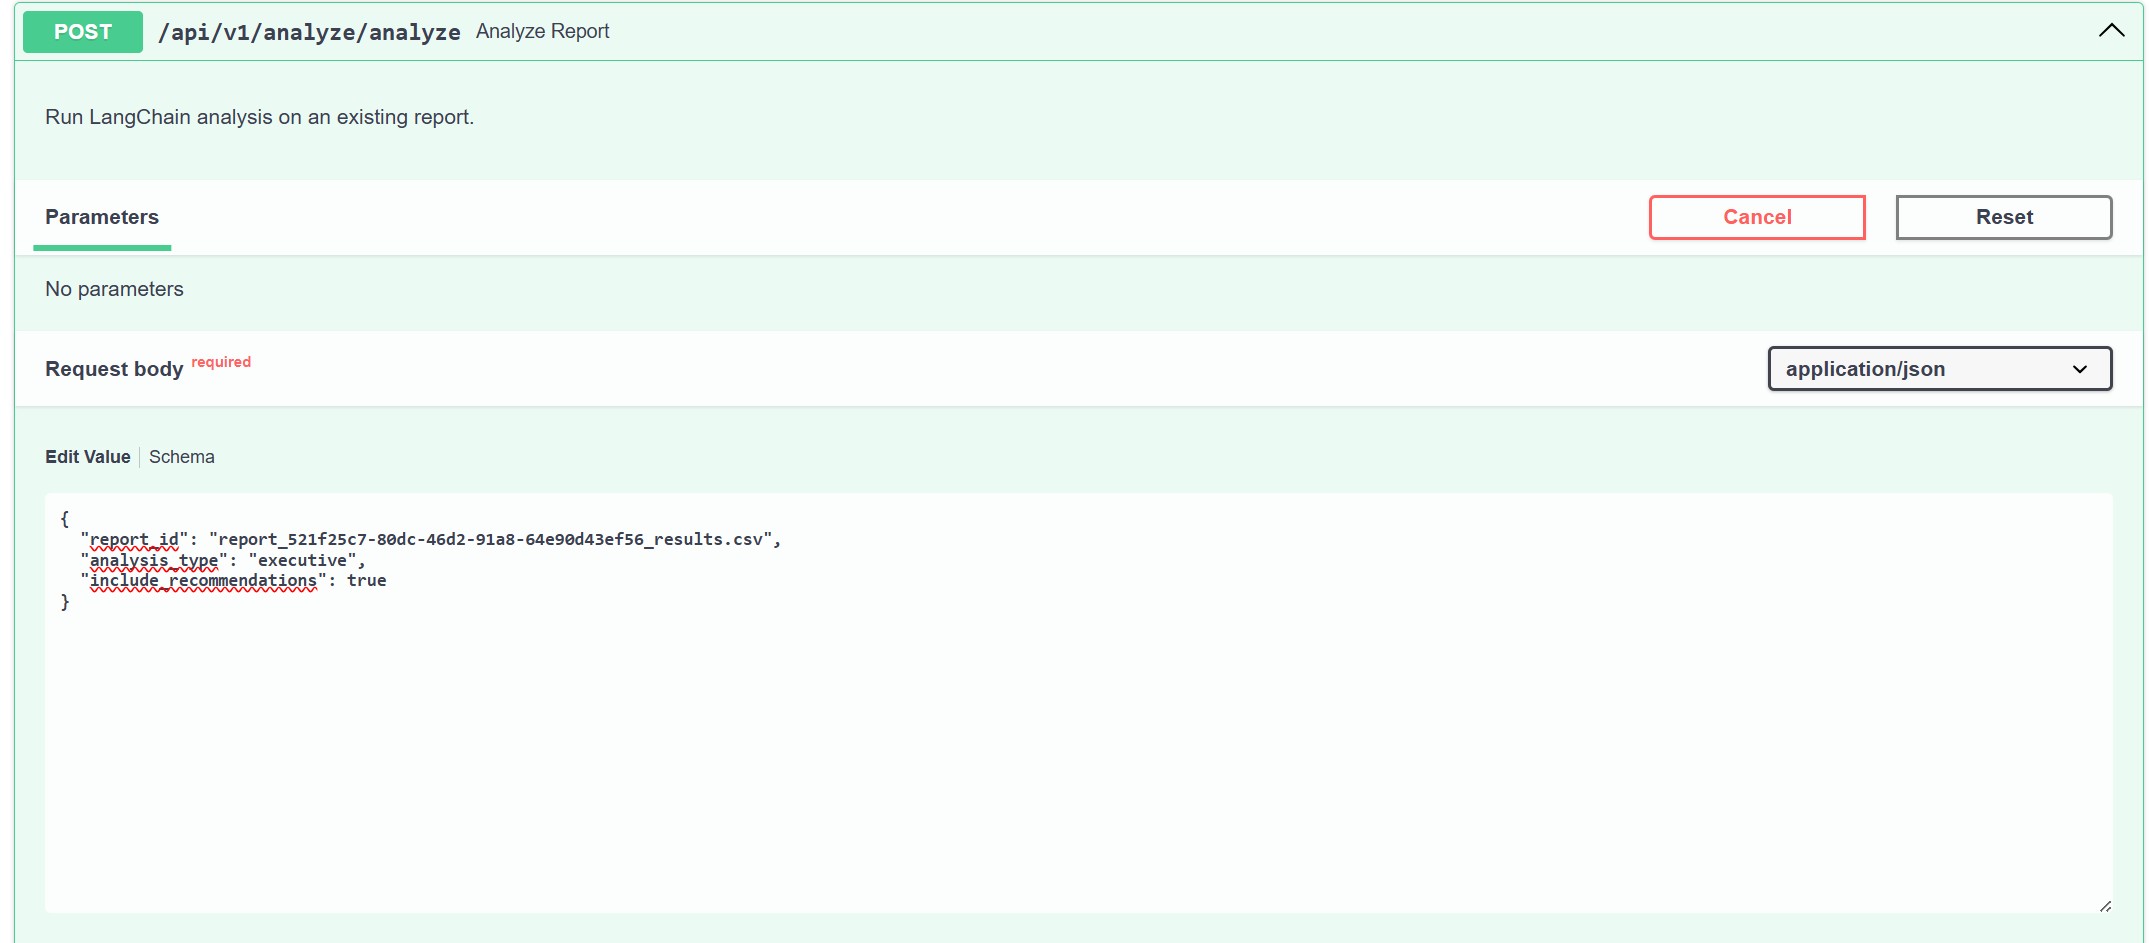 POST /api/v1/analyze/analyze Analyze Report
Run LangChain analysis on an existing report.
Parameters
Cancel
Reset
No parameters
Request body required
application/json
Edit Value
Schema
{
  "report_id": "report_521f25c7-80dc-46d2-91a8-64e90d43ef56_results.csv",
  "analysis_type": "executive",
  "include_recommendations": true
}